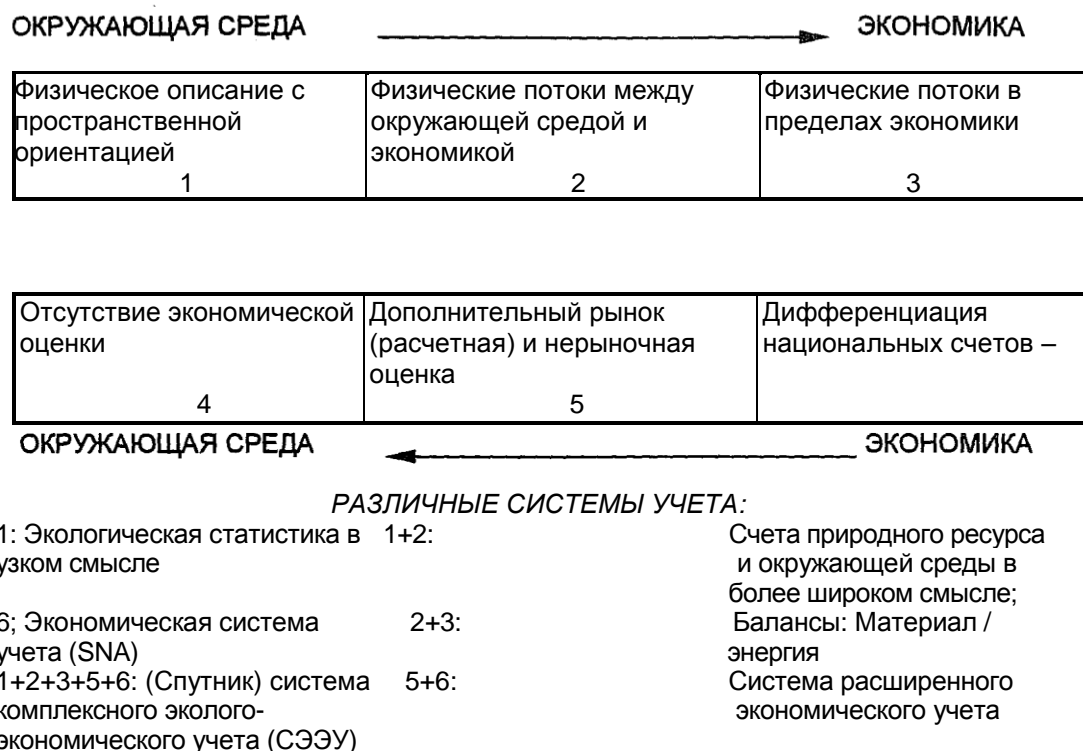 ОКРУЖАЮЩАЯ СРЕДА ЭКОНОМИКА
Физическое описание с
пространственной
ориентацией
1
Физические потоки между
окружающей средой и
экономикой
2
Физические потоки в
пределах экономики
3
Отсутствие экономической
оценки
4
Дополнительный рынок
(расчетная) и нерыночная
оценка
5
Дифференциация
национальных счетов –
ОКРУЖАЮЩАЯ СРЕДА ЭКОНОМИКА
РАЗЛИЧНЫЕ СИСТЕМЫ УЧЕТА:
1: Экологическая статистика в
узком смысле
1+2:
Счета природного ресурса
и окружающей среды в
более широком смысле;
6; Экономическая система
учета (SNA)
2+3:
Балансы: Материал /
энергия
1+2+3+5+6: (Спутник) система
комплексного эколого-
экономического учета (СЭЭУ)
5+6:
Система расширенного
экономического учета